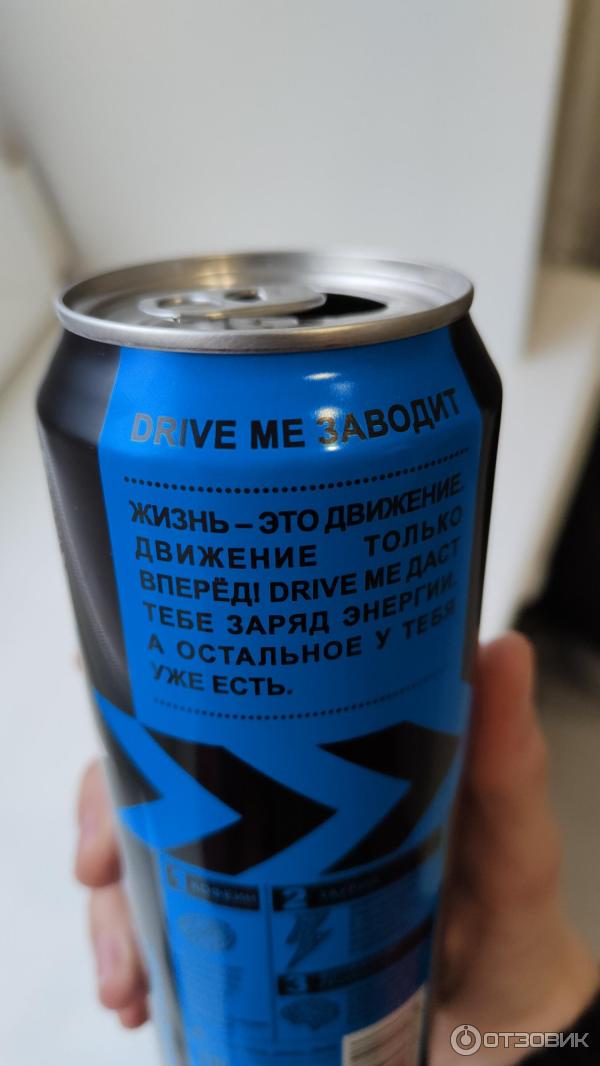 DRIVE ME ЗАВОДИТ
ЖИЗНЬ – ЭТО ДВИЖЕНИЕ.
ДВИЖЕНИЕ ТОЛЬКО
ВПЕРЁД! DRIVE ME ДАСТ
ТЕБЕ ЗАРЯД ЭНЕРГИИ.
А ОСТАЛЬНОЕ У ТЕБЯ
УЖЕ ЕСТЬ.
1 КОФЕИН
2
3
ОТЗОВИК